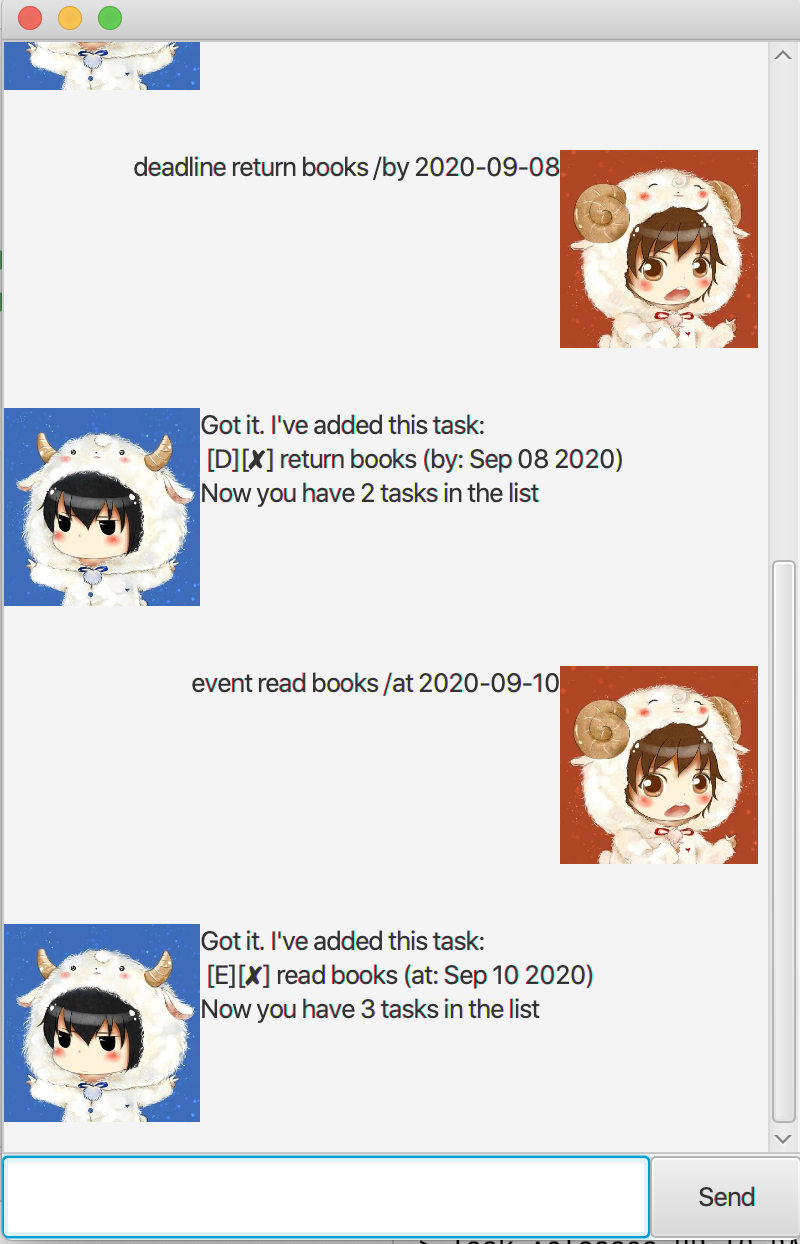 deadline return books /by 2020-09-08
Got it. I've added this task:
[D][✘] return books (by: Sep 08 2020)
Now you have 2 tasks in the list
event read books /at 2020-09-10
Got it. I've added this task:
[E][✘] read books (at: Sep 10 2020)
Now you have 3 tasks in the list
Send